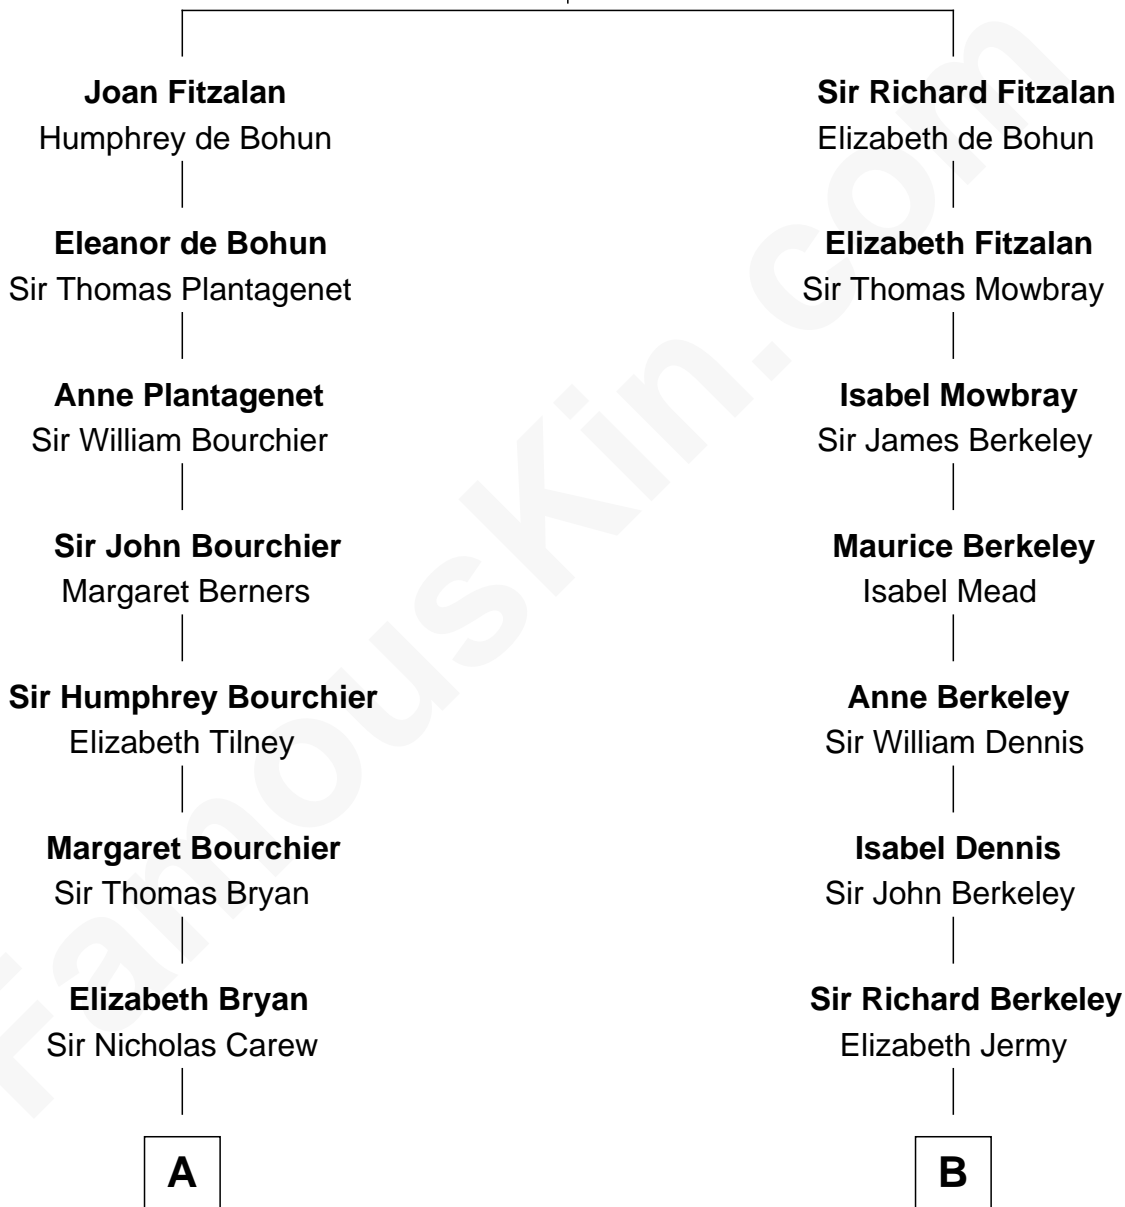 Joan Fitzalan
Humphrey de Bohun
Eleanor de Bohun
Sir Thomas Plantagenet
Anne Plantagenet
Sir William Bourchier
Sir John Bourchier
Margaret Berners
Sir Humphrey Bourchier
Elizabeth Tilney
Margaret Bourchier
Sir Thomas Bryan
Elizabeth Bryan
Sir Nicholas Carew
A
Sir Richard Fitzalan
Elizabeth de Bohun
Elizabeth Fitzalan
Sir Thomas Mowbray
Isabel Mowbray
Sir James Berkeley
Maurice Berkeley
Isabel Mead
Anne Berkeley
Sir William Dennis
Isabel Dennis
Sir John Berkeley
Sir Richard Berkeley
Elizabeth Jermy
B
FamousKin.com